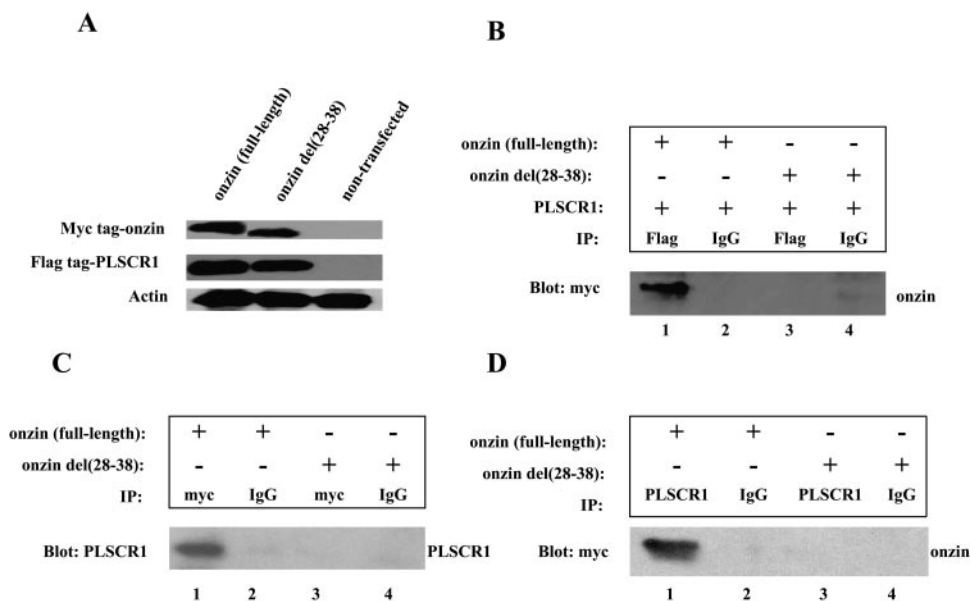 A
onzin (full-length)
onzin del(28-38)
non-transfected
Myc tag-onzin
Flag tag-PLSCR1
Actin
B
onzin (full-length): + + - -
onzin del(28-38): - - + +
PLSCR1: + + + +
IP: Flag IgG Flag IgG
Blot: myc onzin
1 2 3 4
C
onzin (full-length): + + - -
onzin del(28-38): - - + +
IP: myc IgG myc IgG
Blot: PLSCR1 PLSCR1
1 2 3 4
D
onzin (full-length): + + - -
onzin del(28-38): - - + +
IP: PLSCR1 IgG PLSCR1 IgG
Blot: myc onzin
1 2 3 4